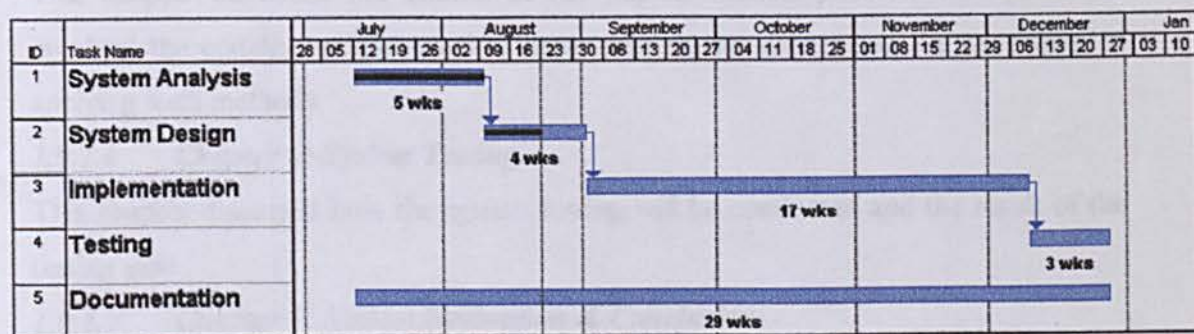 July August September October November December Jan
ID Task Name 28 05 12 19 26 02 09 16 23 30 06 13 20 27 04 11 18 25 01 08 15 22 29 06 13 20 27 03 10
1 System Analysis
5 wks
2 System Design
4 wks
3 Implementation
17 wks
4 Testing
3 wks
5 Documentation
29 wks